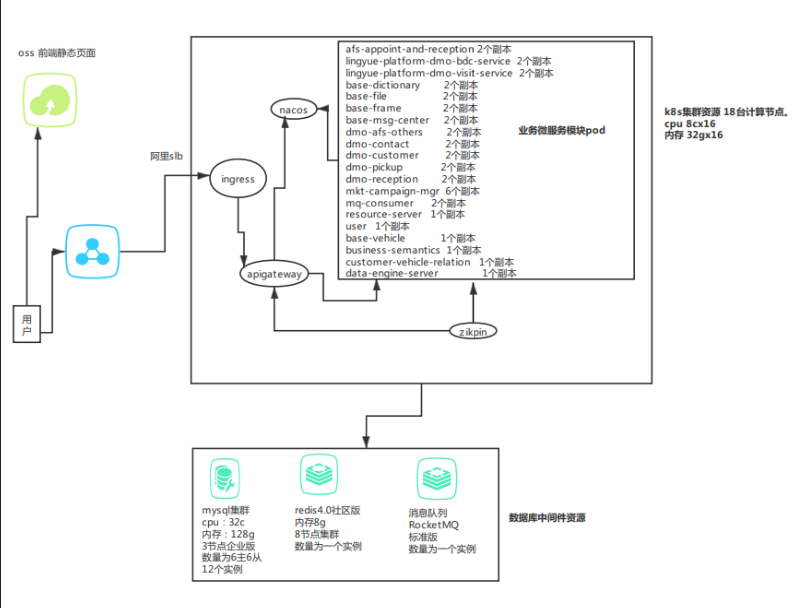 oss 前端静态页面
阿里slb
用
户
ingress
nacos
apigateway
zikpin
afs-appoint-and-reception 2个副本
lingyue-platform-dmo-bdc-service 2个副本
lingyue-platform-dmo-visit-service 2个副本
base-dictionary 2个副本
base-file 2个副本
base-frame 2个副本
base-msg-center 2个副本
dmo-afs-others 2个副本
dmo-contact 2个副本
dmo-customer 2个副本
dmo-pickup 2个副本
dmo-reception 2个副本
mkt-campaign-mgr 6个副本
mq-consumer 2个副本
resource-server 1个副本
user 1个副本
base-vehicle 1个副本
business-semantics 1个副本
customer-vehicle-relation 1个副本
data-engine-server 1个副本
业务微服务模块pod
k8s集群资源 18台计算节点。
cpu 8cx16
内存 32gx16
mysql集群
cpu：32c
内存：128g
3节点企业版
数量为6主6从
12个实例
redis4.0社区版
内存8g
8节点集群
数量为一个实例
消息队列
RocketMQ
标准版
数量为一个实例
数据库中间件资源